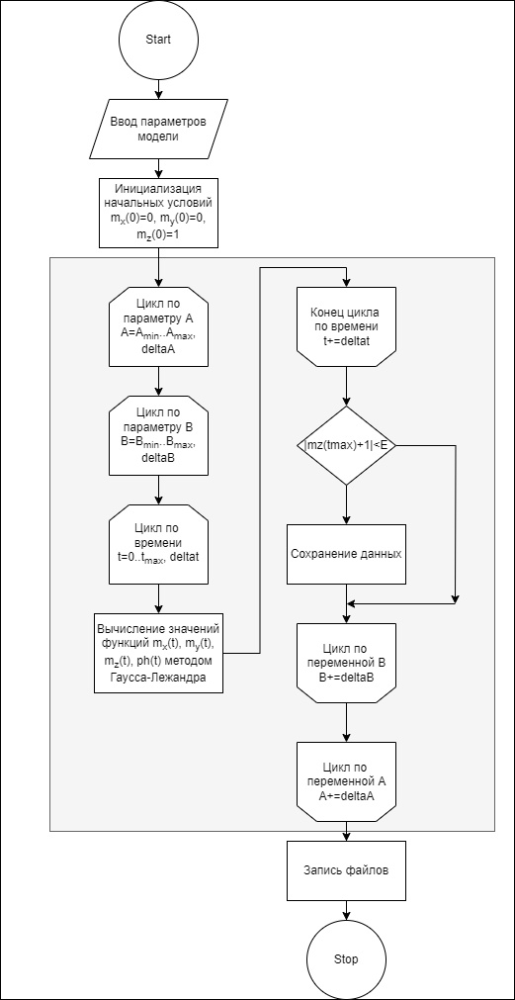 Start
Ввод параметров
модели
Инициализация
начальных условий
mx(0)=0, my(0)=0,
mz(0)=1
Цикл по
параметру A
A=Amin..Amax,
deltaA
Цикл по
параметру B
B=Bmin..Bmax,
deltaB
Цикл по
времени
t=0..tmax, deltat
Вычисление значений
функций mx(t), my(t),
mz(t), ph(t) методом
Гаусса-Лежандра
Конец цикла
по времени
t+=deltat
|mz(tmax)+1|<E
Сохранение данных
Цикл по
переменной B
B+=deltaB
Цикл по
переменной A
A+=deltaA
Запись файлов
Stop